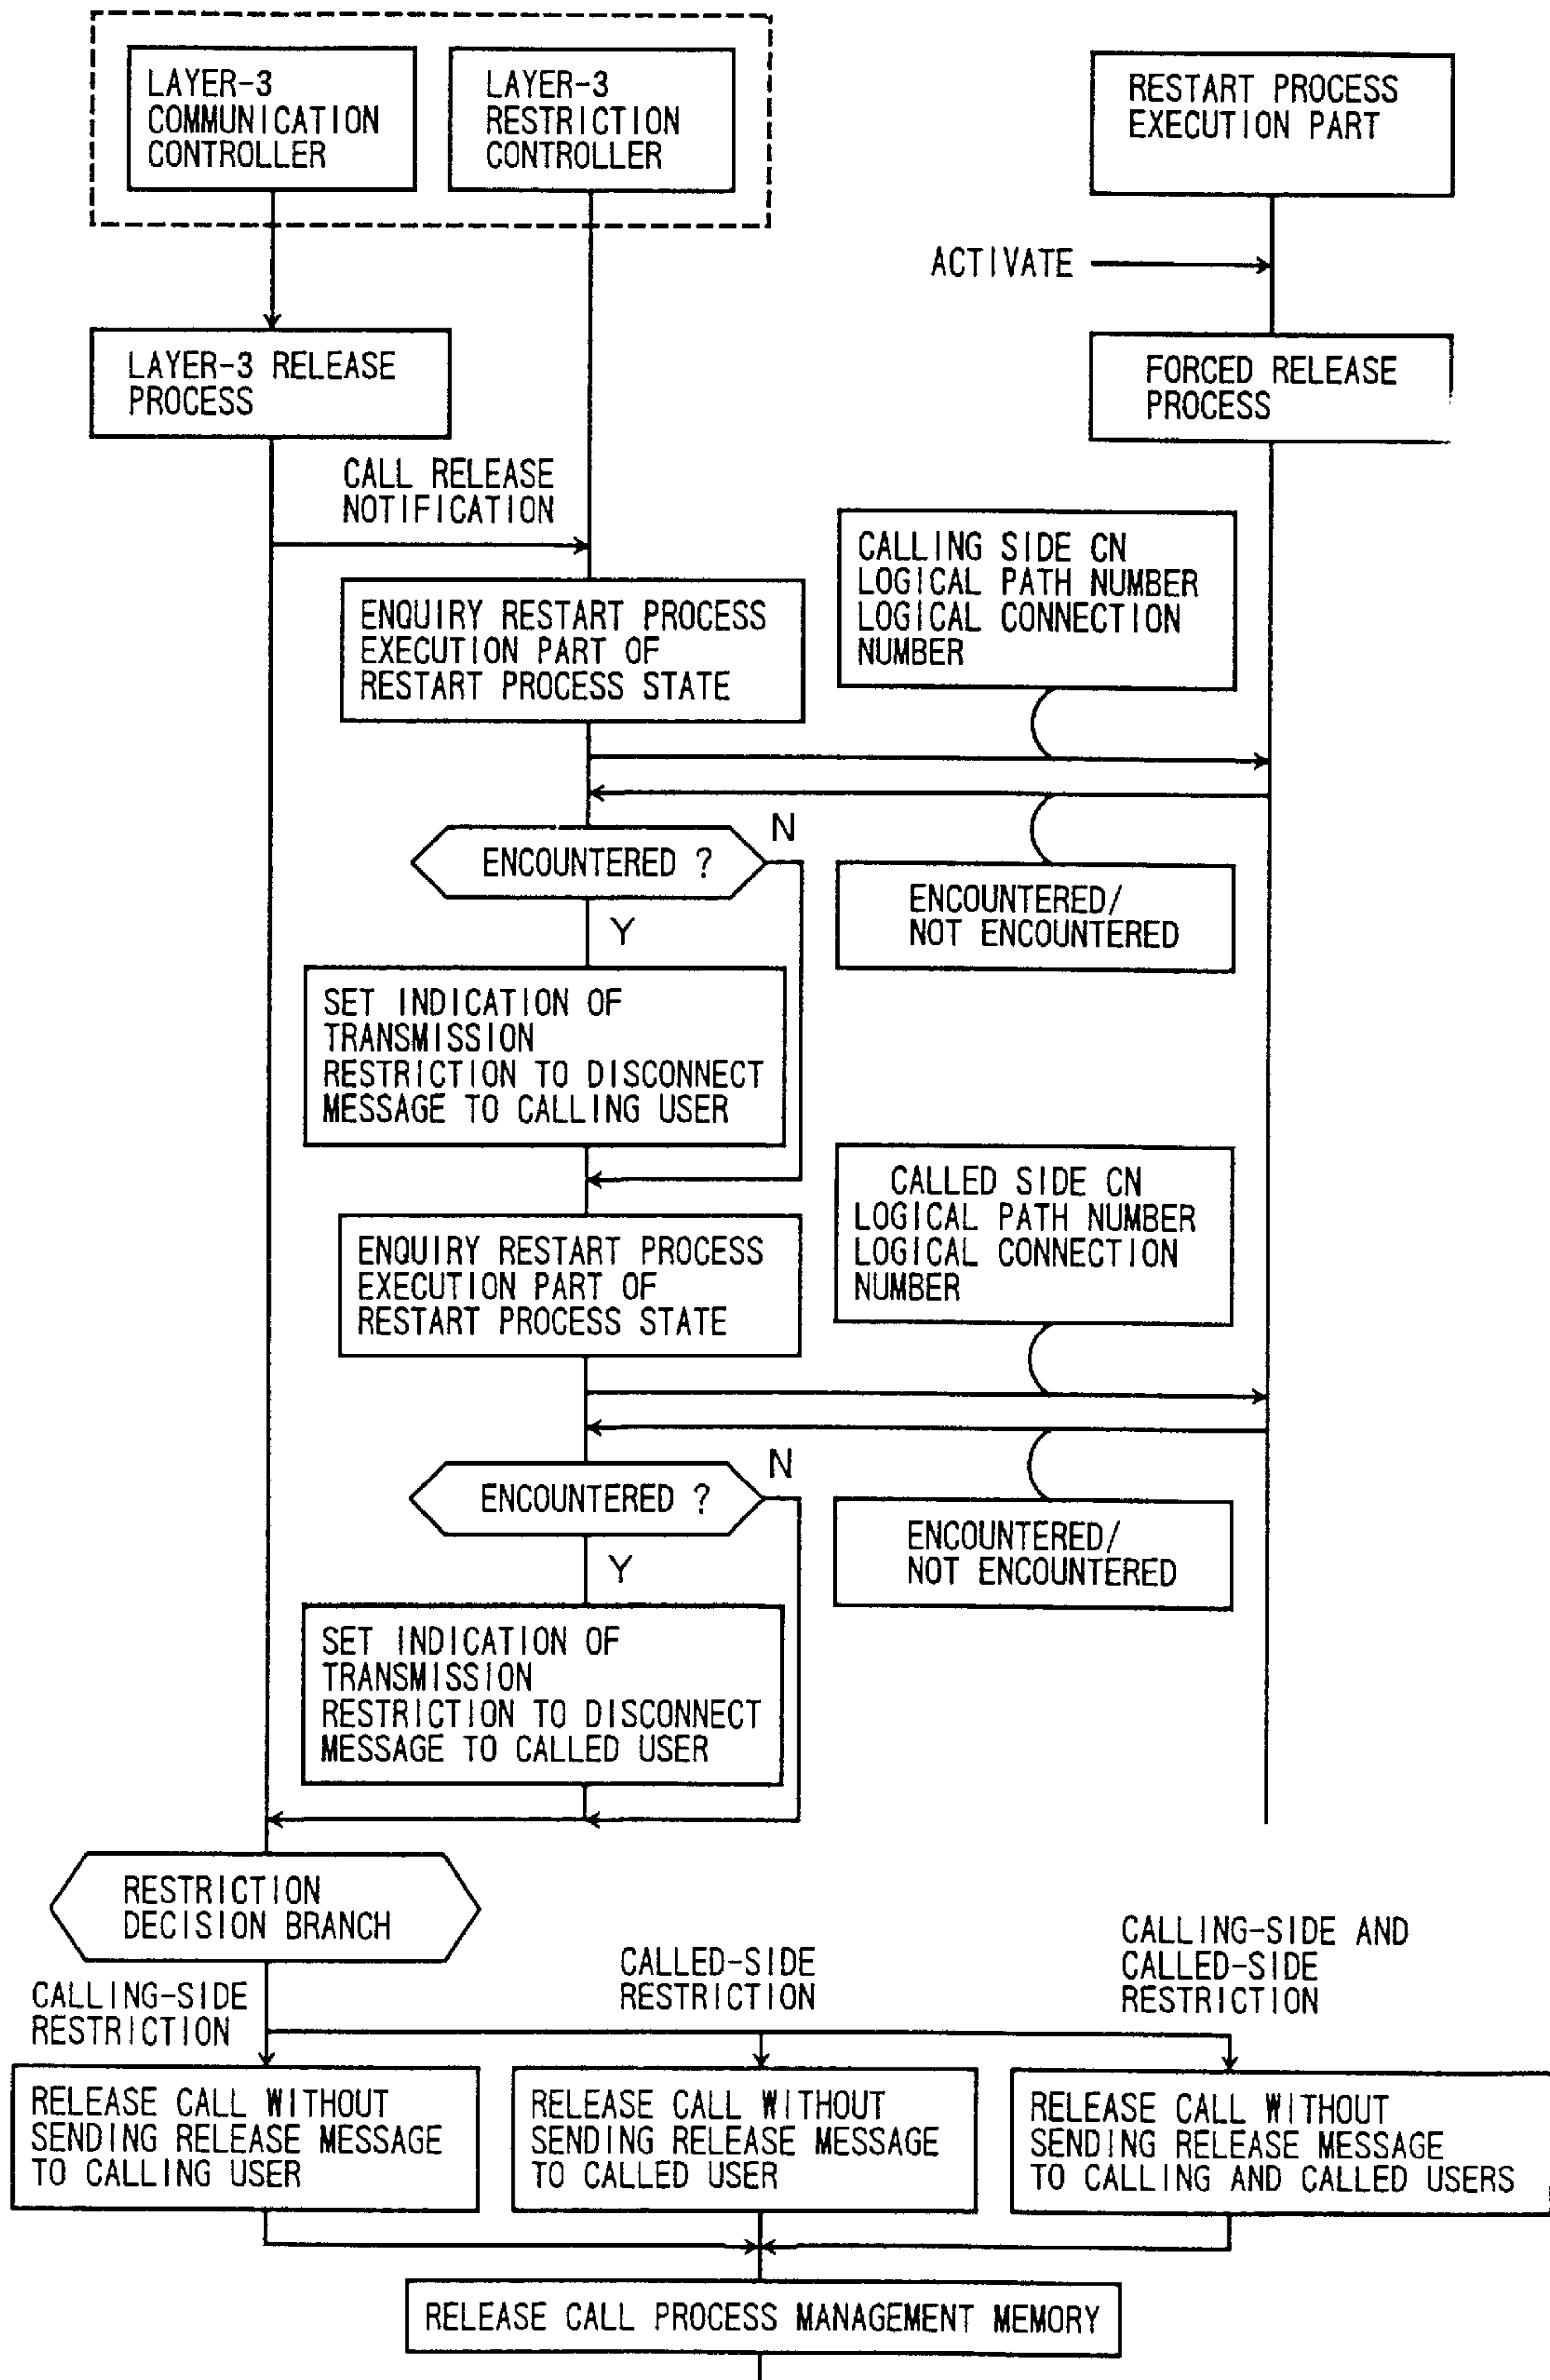 LAYER-3
COMMUNICATION
CONTROLLER
LAYER-3
RESTRICTION
CONTROLLER
RESTART PROCESS
EXECUTION PART
ACTIVATE
LAYER-3 RELEASE
PROCESS
FORCED RELEASE
PROCESS
CALL RELEASE
NOTIFICATION
CALLING SIDE CN
LOGICAL PATH NUMBER
LOGICAL CONNECTION
NUMBER
ENQUIRY RESTART PROCESS
EXECUTION PART OF
RESTART PROCESS STATE
ENCOUNTERED ?
N
Y
ENCOUNTERED/
NOT ENCOUNTERED
SET INDICATION OF
TRANSMISSION
RESTRICTION TO DISCONNECT
MESSAGE TO CALLING USER
CALLED SIDE CN
LOGICAL PATH NUMBER
LOGICAL CONNECTION
NUMBER
ENQUIRY RESTART PROCESS
EXECUTION PART OF
RESTART PROCESS STATE
ENCOUNTERED ?
N
Y
ENCOUNTERED/
NOT ENCOUNTERED
SET INDICATION OF
TRANSMISSION
RESTRICTION TO DISCONNECT
MESSAGE TO CALLED USER
RESTRICTION
DECISION BRANCH
CALLING-SIDE
RESTRICTION
CALLED-SIDE
RESTRICTION
CALLING-SIDE AND
CALLED-SIDE
RESTRICTION
RELEASE CALL WITHOUT
SENDING RELEASE MESSAGE
TO CALLING USER
RELEASE CALL WITHOUT
SENDING RELEASE MESSAGE
TO CALLED USER
RELEASE CALL WITHOUT
SENDING RELEASE MESSAGE
TO CALLING AND CALLED USERS
RELEASE CALL PROCESS MANAGEMENT MEMORY